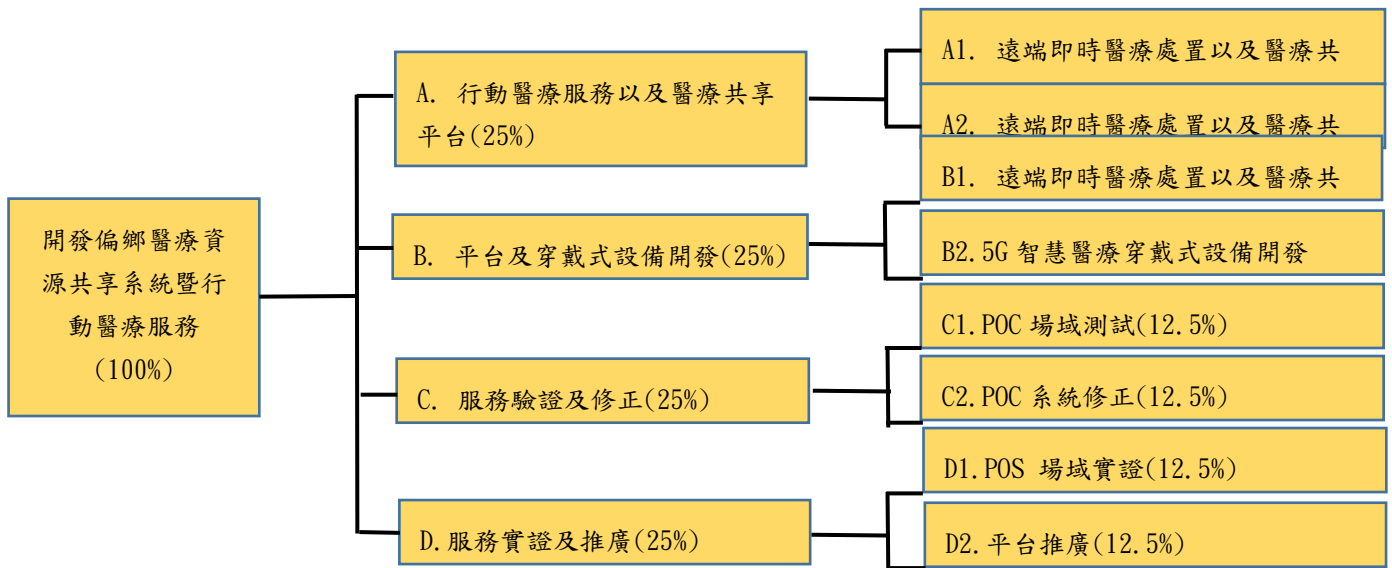 開發偏鄉醫療資
源共享系統暨行
動醫療服務
(100%)
A. 行動醫療服務以及醫療共享
平台(25%)
A1. 遠端即時醫療處置以及醫療共
A2. 遠端即時醫療處置以及醫療共
B. 平台及穿戴式設備開發(25%)
B1. 遠端即時醫療處置以及醫療共
B2.5G 智慧醫療穿戴式設備開發
C. 服務驗證及修正(25%)
C1.POC 場域測試(12.5%)
C2.POC 系統修正(12.5%)
D.服務實證及推廣(25%)
D1.POS 場域實證(12.5%)
D2.平台推廣(12.5%)